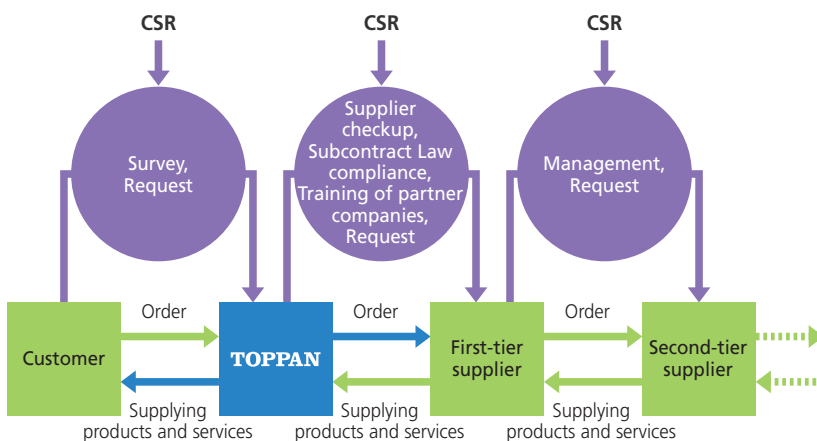 CSR
CSR
CSR
Survey,
Request
Supplier
checkup,
Subcontract Law
compliance,
Training of partner
companies,
Request
Management,
Request
Order
Order
Order
Customer
TOPPAN
First-tier
supplier
Second-tier
supplier
Supplying
products and services
Supplying
products and services
Supplying
products and services